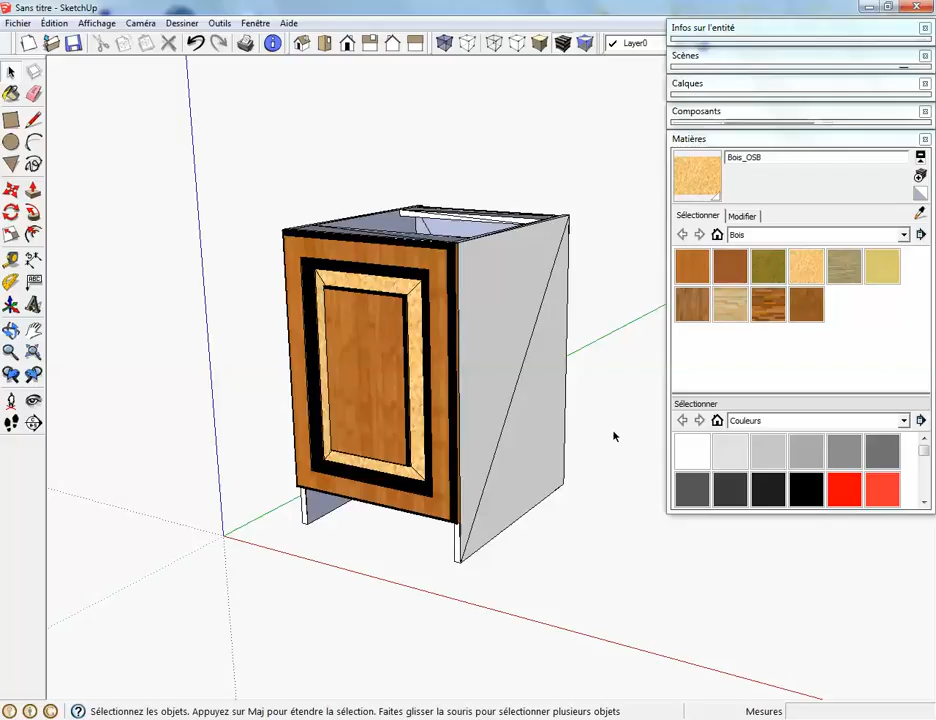 Sans titre - SketchUp
Fichier Édition Affichage Caméra Dessiner Outils Fenêtre Aide
Layer0
Infos sur l'entité
Scènes
Calques
Composants
Matières
Bois_OSB
Sélectionner Modifier
Bois
Sélectionner
Couleurs
Sélectionnez les objets. Appuyez sur Maj pour étendre la sélection. Faites glisser la souris pour sélectionner plusieurs objets
Mesures